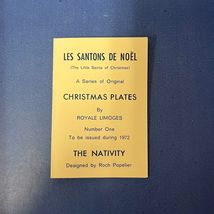 LES SANTONS DE NOËL
(The Little Saints of Christmas)
A Series of Original
CHRISTMAS PLATES
By
ROYALE LIMOGES
Number One
To be issued during 1972
THE NATIVITY
Designed by Roch Popelier